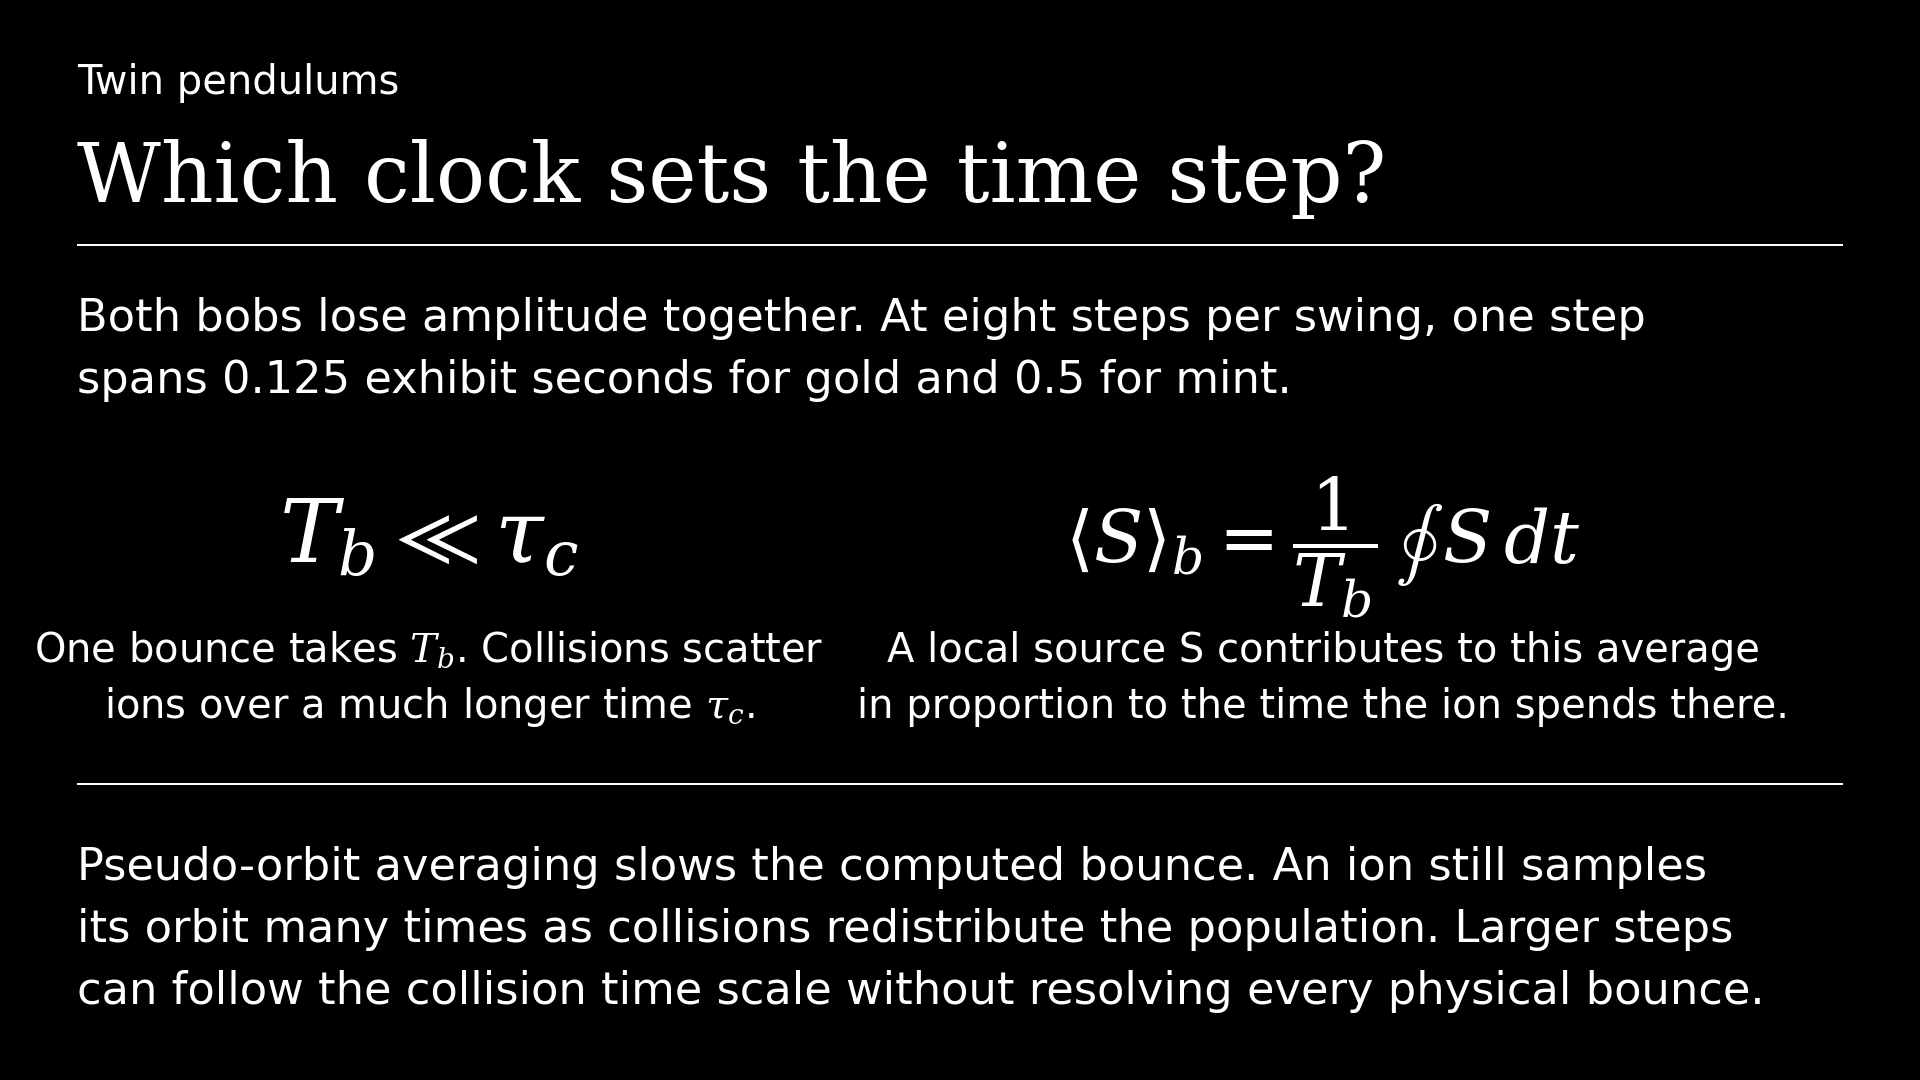 Twin pendulums
Which clock sets the time step?
Both bobs lose amplitude together. At eight steps per swing, one step
spans 0.125 exhibit seconds for gold and 0.5 for mint.
T_b ≪ τ_c
⟨S⟩_b = 1/T_b ∮ S dt
One bounce takes T_b. Collisions scatter
ions over a much longer time τ_c.
A local source S contributes to this average
in proportion to the time the ion spends there.
Pseudo-orbit averaging slows the computed bounce. An ion still samples
its orbit many times as collisions redistribute the population. Larger steps
can follow the collision time scale without resolving every physical bounce.